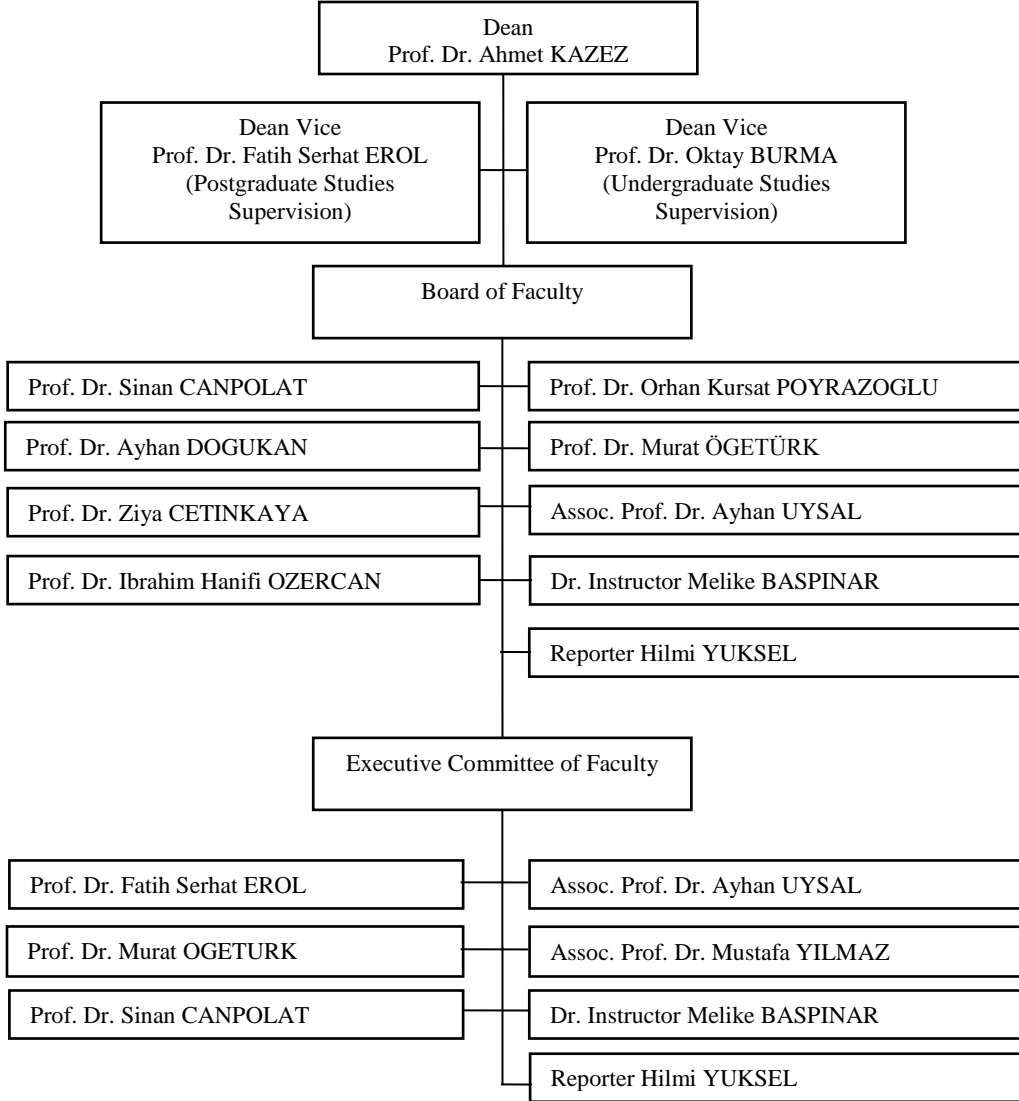 Dean
Prof. Dr. Ahmet KAZEZ
Dean Vice
Prof. Dr. Fatih Serhat EROL
(Postgraduate Studies
Supervision)
Dean Vice
Prof. Dr. Oktay BURMA
(Undergraduate Studies
Supervision)
Board of Faculty
Prof. Dr. Sinan CANPOLAT
Prof. Dr. Orhan Kursat POYRAZOGLU
Prof. Dr. Ayhan DOGUKAN
Prof. Dr. Murat ÖGETÜRK
Prof. Dr. Ziya CETINKAYA
Assoc. Prof. Dr. Ayhan UYSAL
Prof. Dr. Ibrahim Hanifi OZERCAN
Dr. Instructor Melike BASPINAR
Reporter Hilmi YUKSEL
Executive Committee of Faculty
Prof. Dr. Fatih Serhat EROL
Assoc. Prof. Dr. Ayhan UYSAL
Prof. Dr. Murat OGETURK
Assoc. Prof. Dr. Mustafa YILMAZ
Prof. Dr. Sinan CANPOLAT
Dr. Instructor Melike BASPINAR
Reporter Hilmi YUKSEL